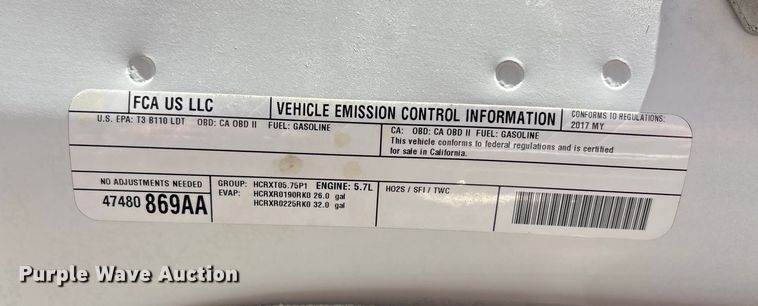 FCA US LLC
VEHICLE EMISSION CONTROL INFORMATION
CONFORMS TO REGULATIONS:
2017 MY
U.S. EPA: T3 B110 LDT OBD: CA OBD II FUEL: GASOLINE
CA: OBD: CA OBD II FUEL: GASOLINE
This vehicle conforms to federal regulations and is certified
for sale in California.
NO ADJUSTMENTS NEEDED
47480 869AA
GROUP: HCRXT05.75P1 ENGINE: 5.7L
EVAP: HCRXR0190RK0 26.0 gal
HCRXR0225RK0 32.0 gal
HO2S / SFI / TWC
Purple Wave Auction